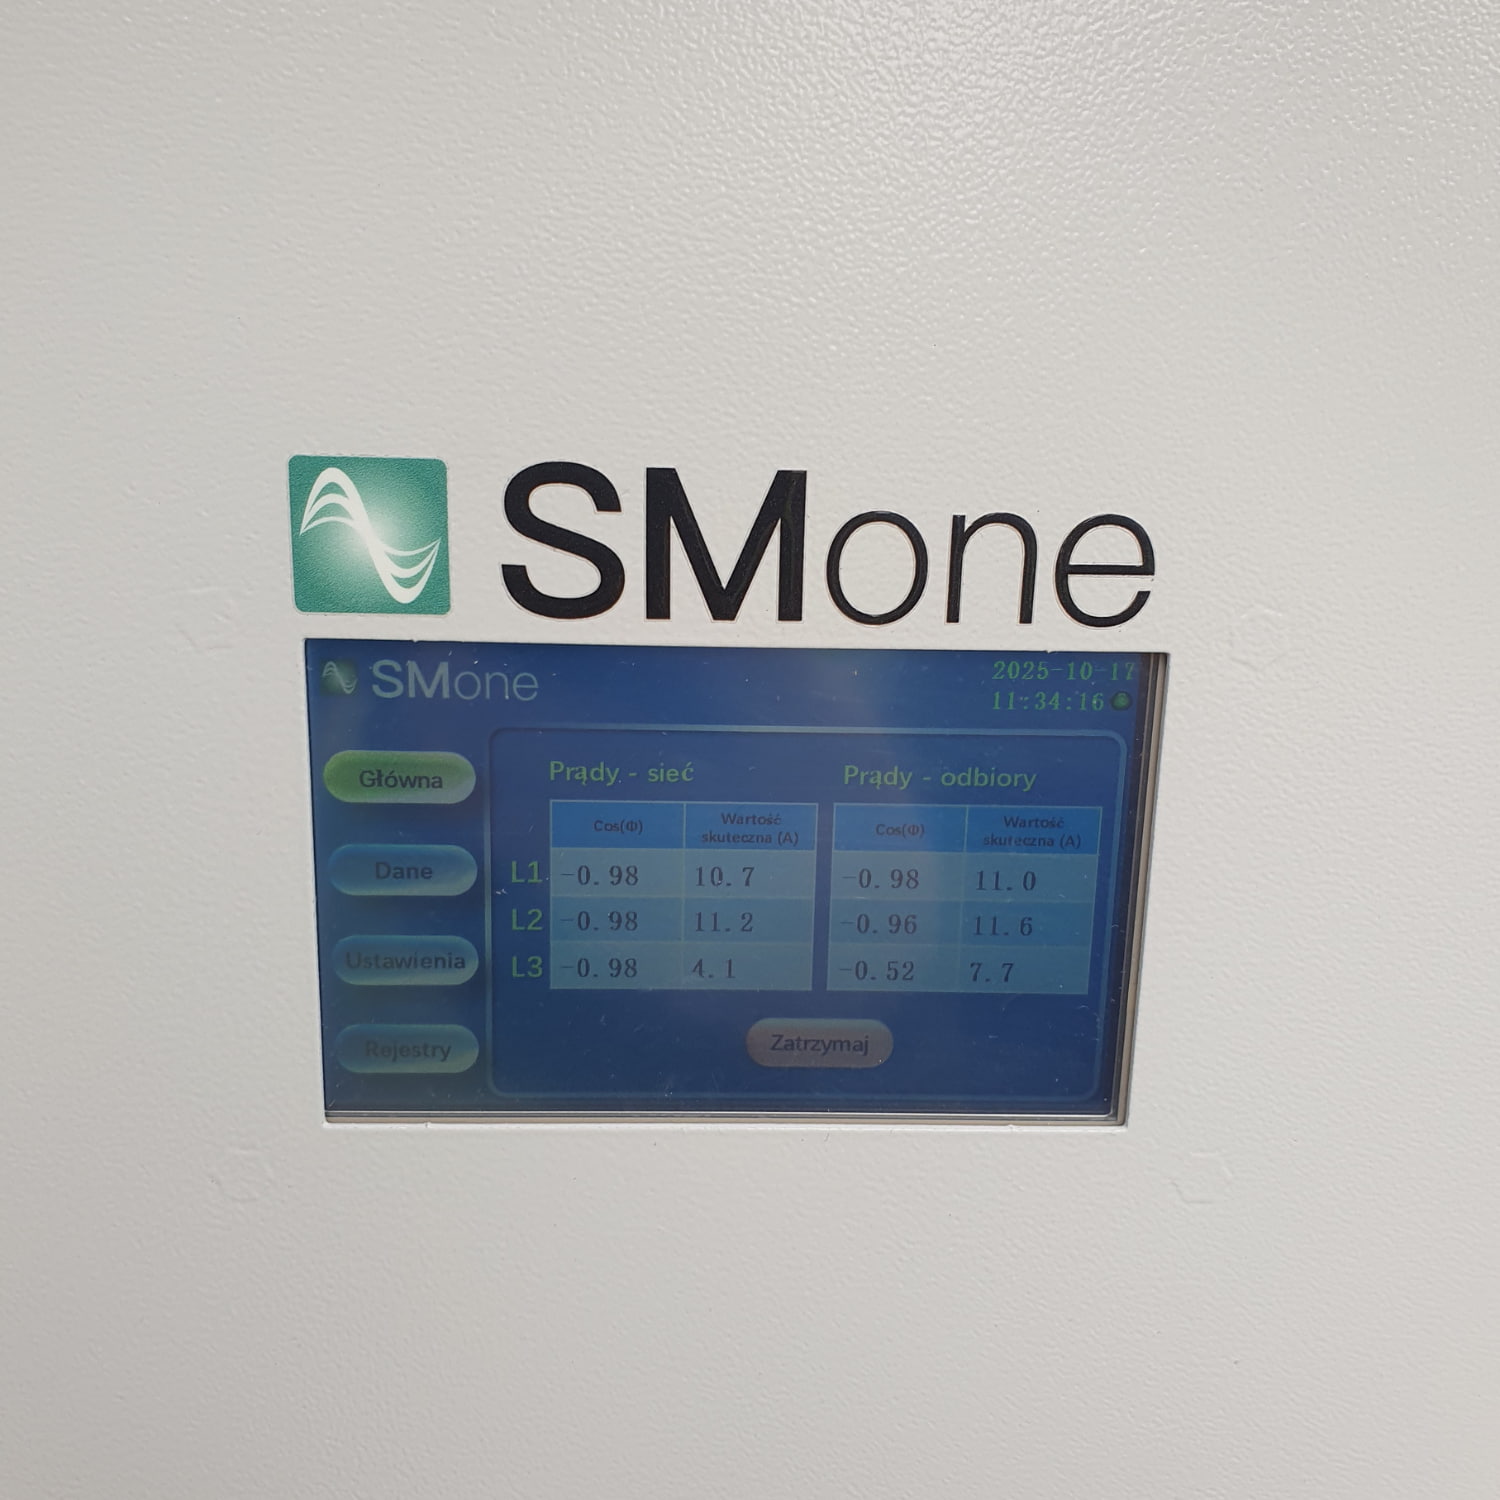 SMone
SMone
2025-10-17
11:34:16
Główna
Dane
Ustawienia
Rejestry
Prądy - sieć
Cos(Φ) Wartość skuteczna (A)
L1 -0.98 10.7
L2 -0.98 11.2
L3 -0.98 4.1
Prądy - odbiory
Cos(Φ) Wartość skuteczna (A)
-0.98 11.0
-0.96 11.6
-0.52 7.7
Zatrzymaj